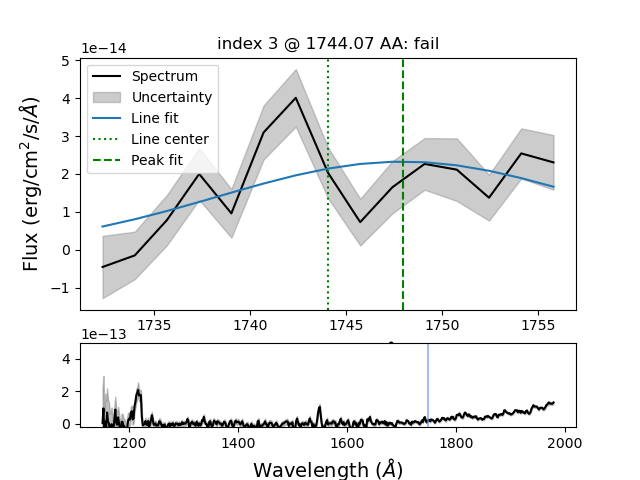 index 3 @ 1744.07 AA: fail
1e−14
Flux (erg/cm²/s/Å)
5
4
3
2
1
0
−1
Spectrum
Uncertainty
Line fit
Line center
Peak fit
1735 1740 1745 1750 1755
1e−13
4
2
0
1200 1400 1600 1800 2000
Wavelength (Å)